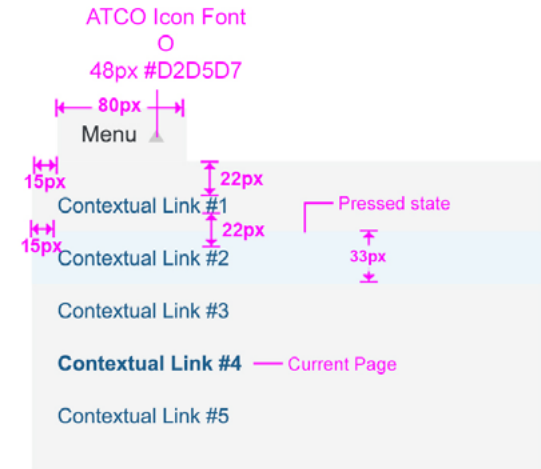 ATCO Icon Font
O
48px #D2D5D7
80px
Menu
15px
22px
Contextual Link #1
Pressed state
15px
22px
Contextual Link #2
33px
Contextual Link #3
Contextual Link #4
Current Page
Contextual Link #5